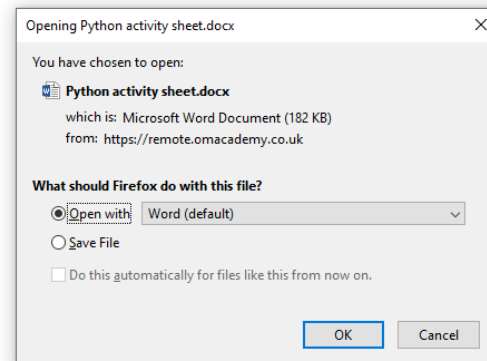 Opening Python activity sheet.docx
You have chosen to open:
Python activity sheet.docx
which is: Microsoft Word Document (182 KB)
from: https://remote.omacademy.co.uk
What should Firefox do with this file?
Open with Word (default)
Save File
Do this automatically for files like this from now on.
OK Cancel